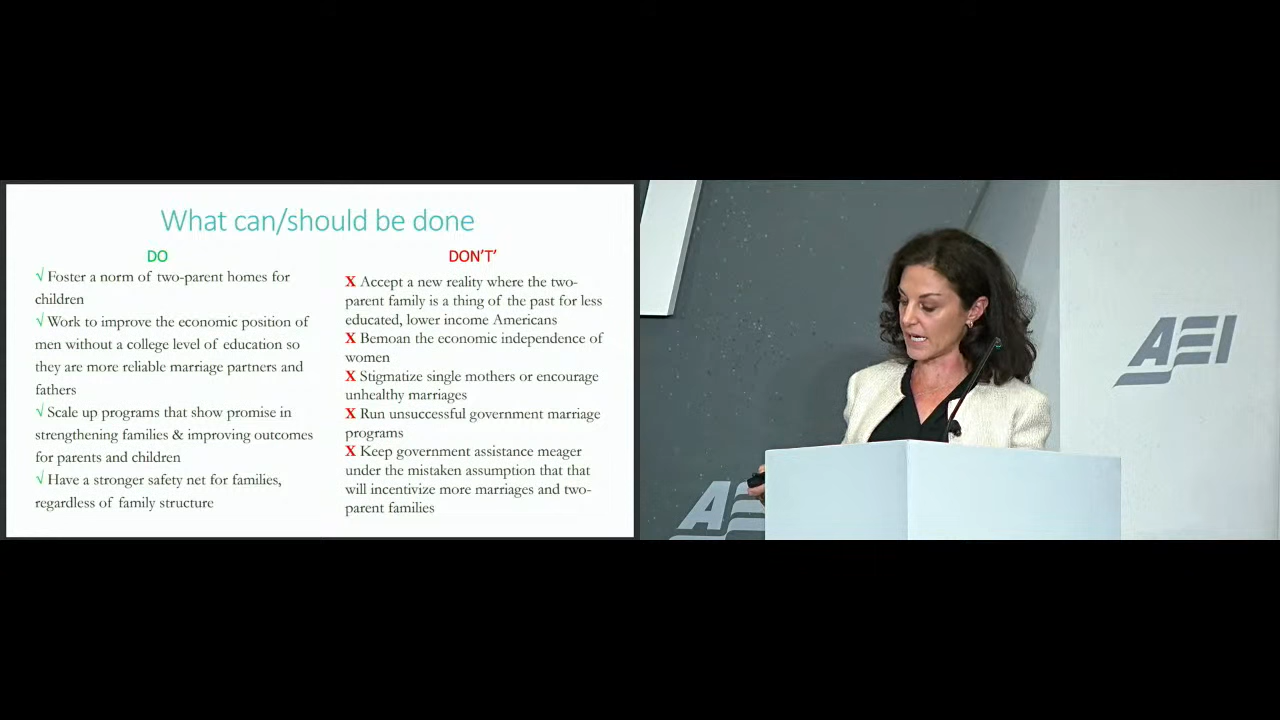 What can/should be done
DO
√ Foster a norm of two-parent homes for
children
√ Work to improve the economic position of
men without a college level of education so
they are more reliable marriage partners and
fathers
√ Scale up programs that show promise in
strengthening families & improving outcomes
for parents and children
√ Have a stronger safety net for families,
regardless of family structure
DON'T'
X Accept a new reality where the two-
parent family is a thing of the past for less
educated, lower income Americans
X Bemoan the economic independence of
women
X Stigmatize single mothers or encourage
unhealthy marriages
X Run unsuccessful government marriage
programs
X Keep government assistance meager
under the mistaken assumption that that
will incentivize more marriages and two-
parent families
AEI